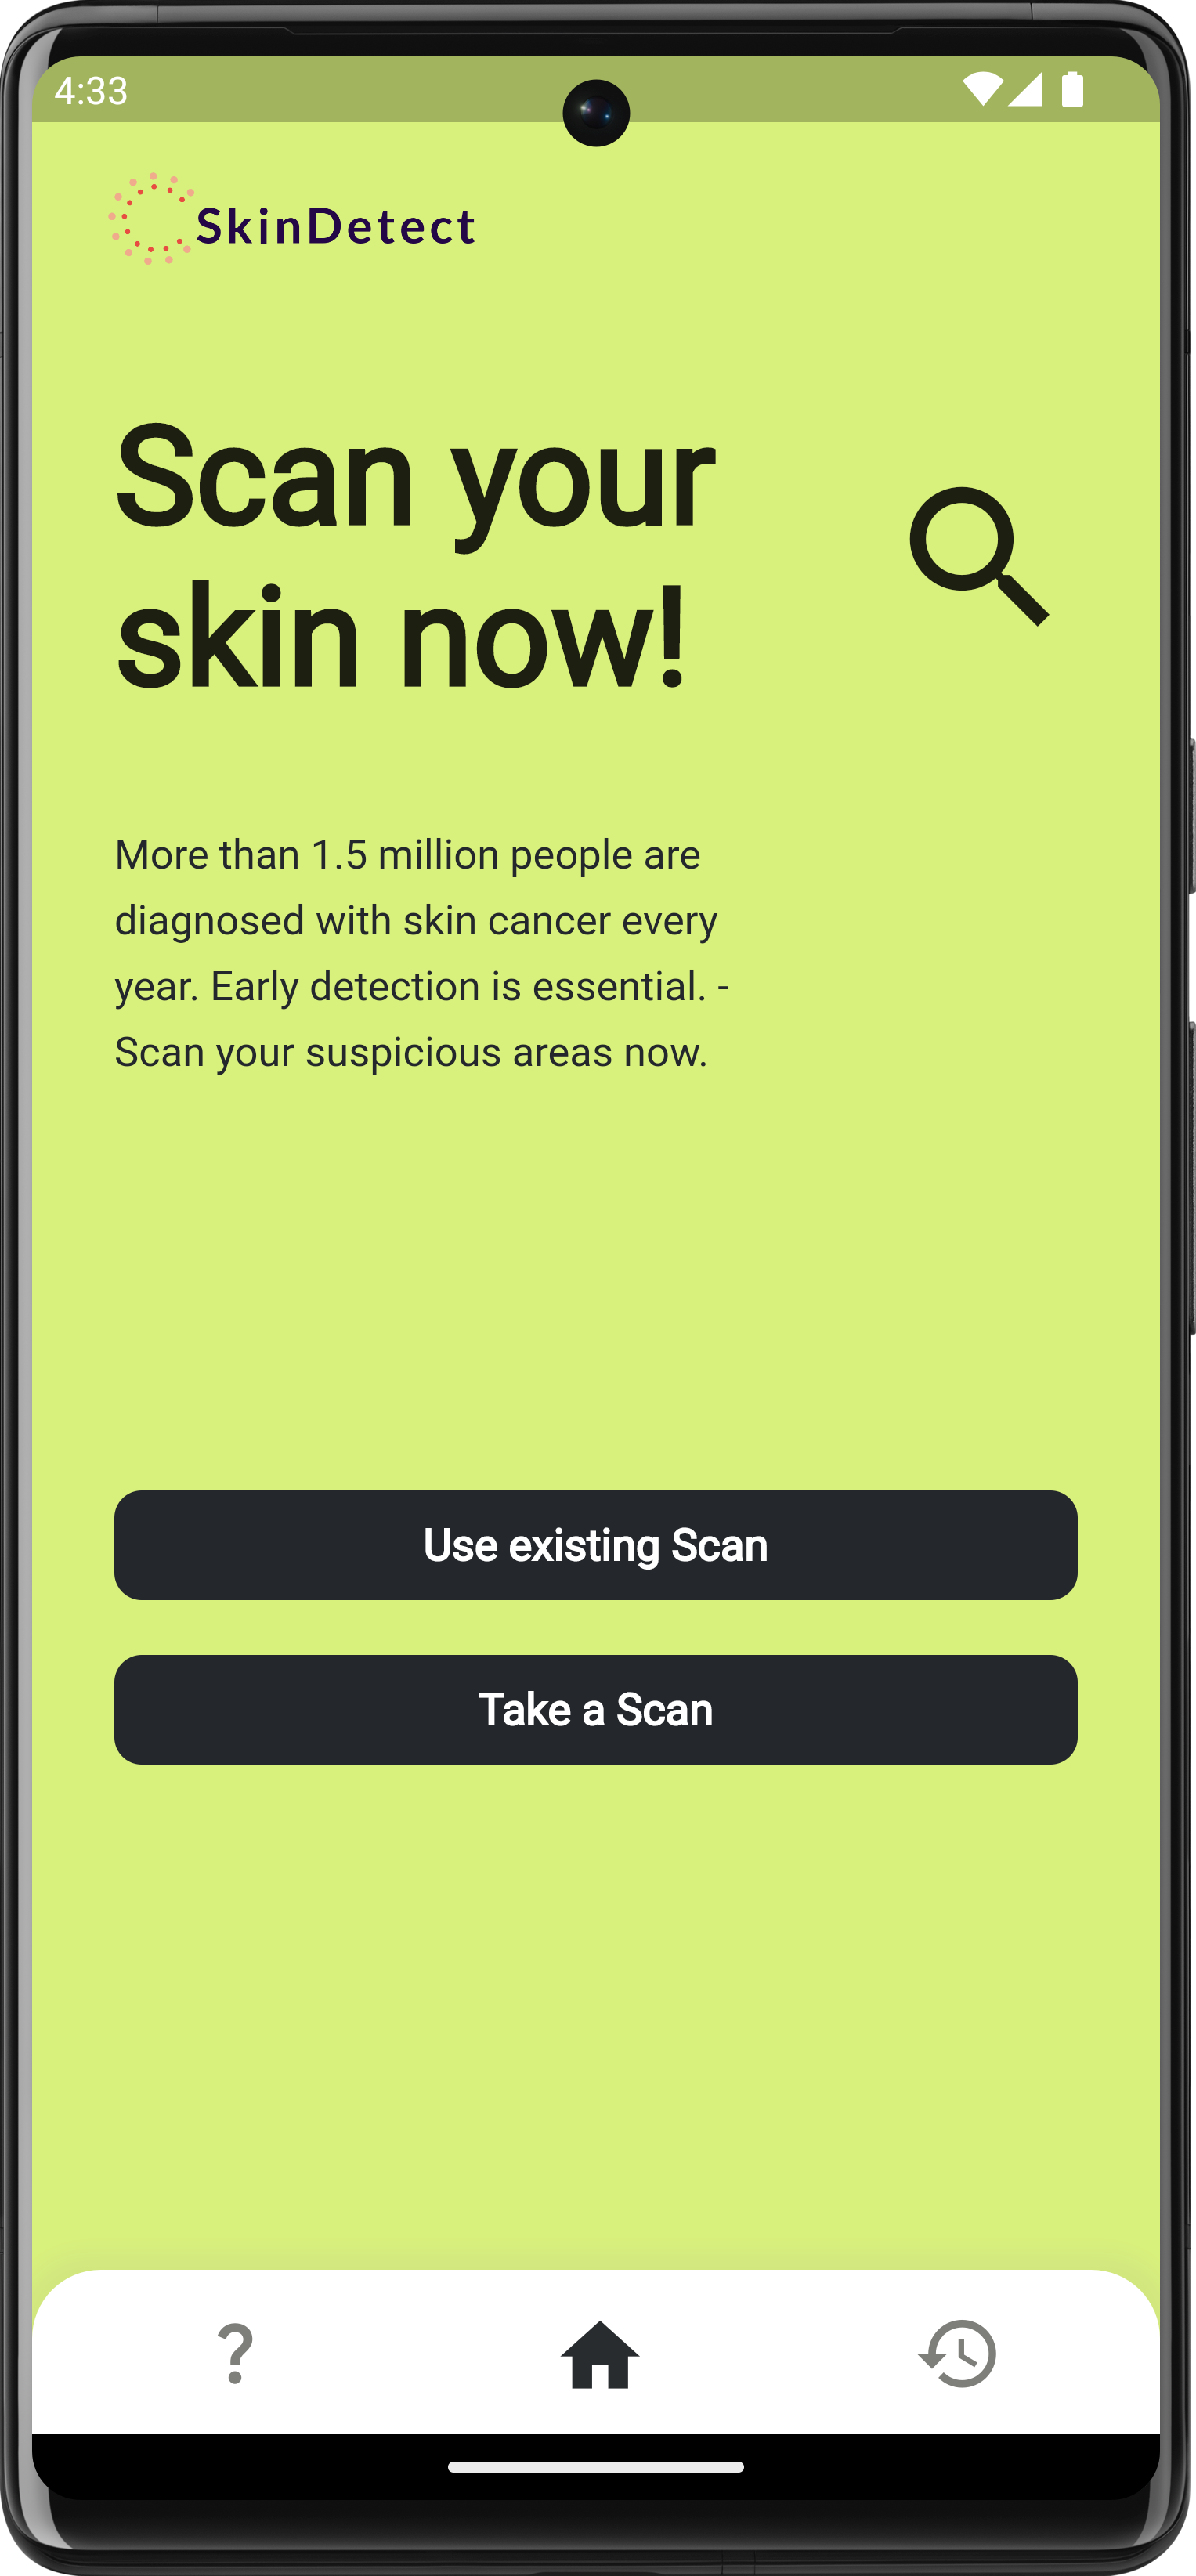 4:33
SkinDetect
Scan your
skin now!
More than 1.5 million people are
diagnosed with skin cancer every
year. Early detection is essential. -
Scan your suspicious areas now.
Use existing Scan
Take a Scan
?